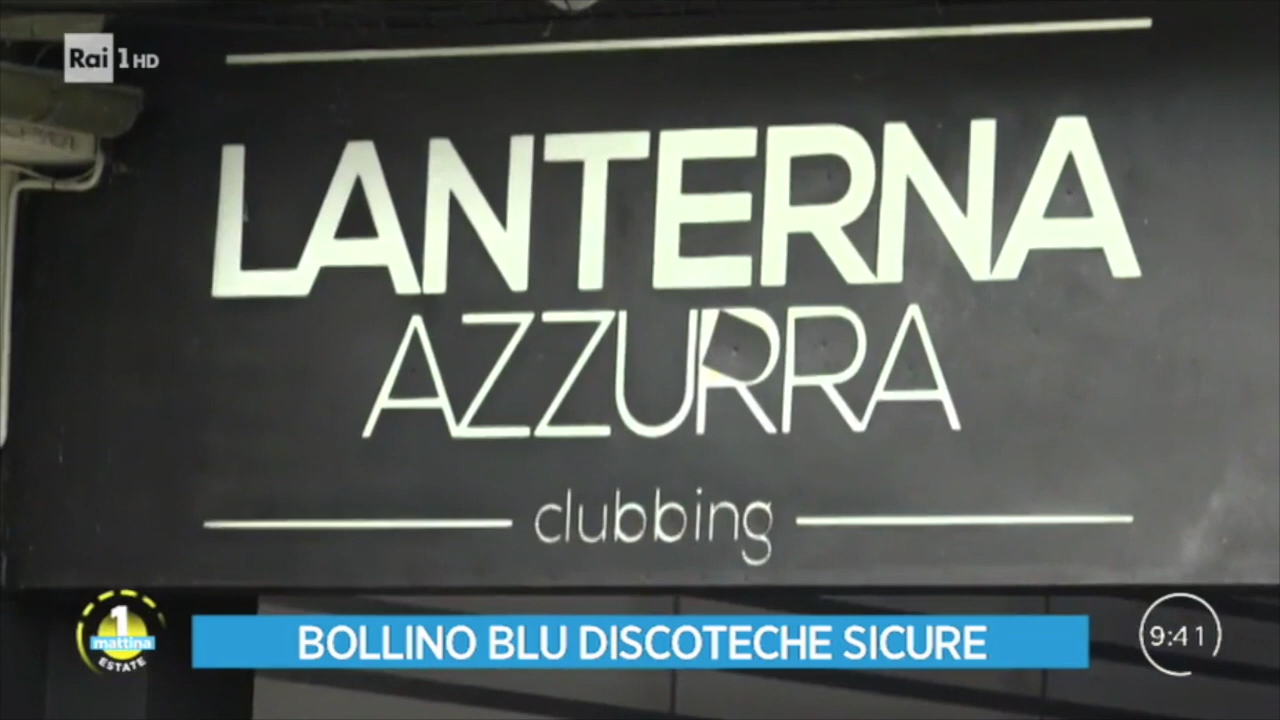 Rai 1 HD
LANTERNA
AZZURRA
clubbing
1
mattina
ESTATE
BOLLINO BLU DISCOTECHE SICURE
9:41